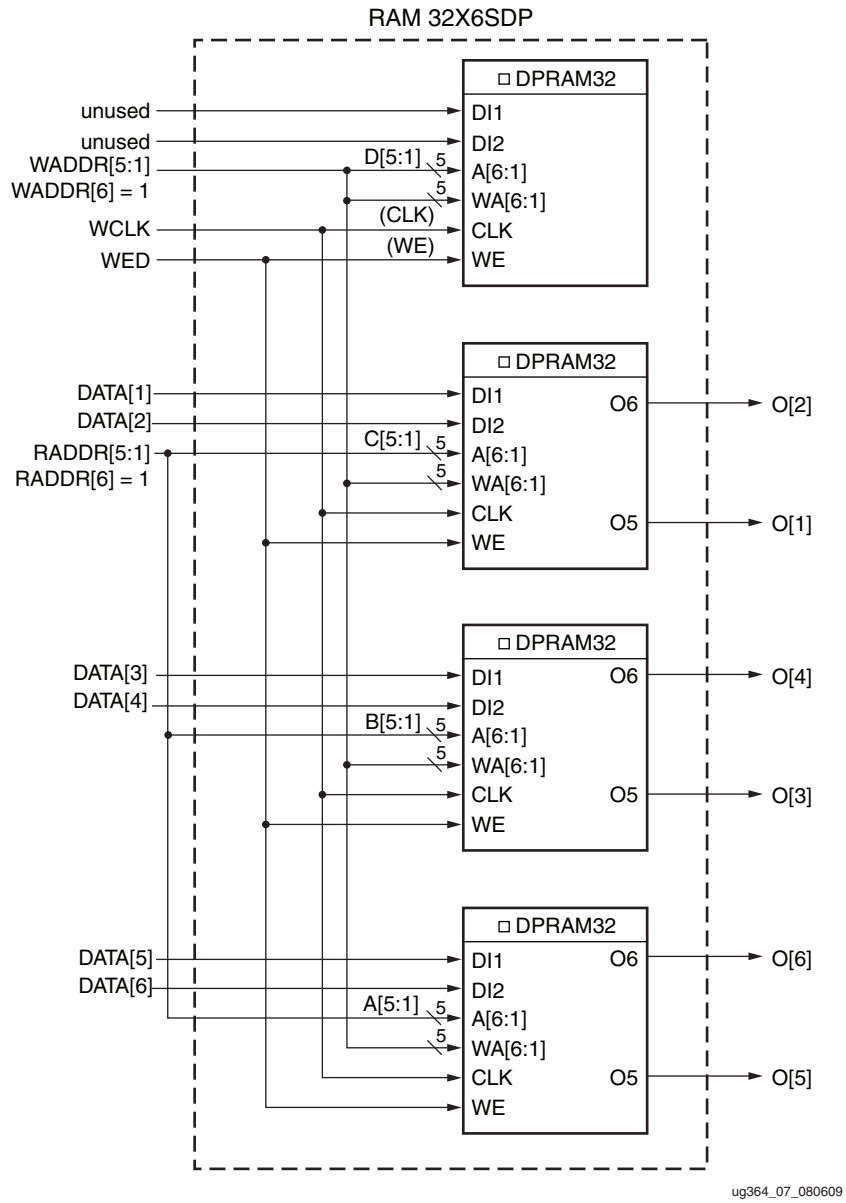 RAM 32X6SDP
DPRAM32
unused
DI1
unused
DI2
WADDR[5:1]
D[5:1]
5
A[6:1]
WADDR[6] = 1
5
WA[6:1]
WCLK
(CLK)
CLK
WED
(WE)
WE
DPRAM32
DATA[1]
DI1
O6
O[2]
DATA[2]
DI2
RADDR[5:1]
C[5:1]
5
A[6:1]
RADDR[6] = 1
5
WA[6:1]
CLK
O5
O[1]
WE
DPRAM32
DATA[3]
DI1
O6
O[4]
DATA[4]
DI2
B[5:1]
5
A[6:1]
5
WA[6:1]
CLK
O5
O[3]
WE
DPRAM32
DATA[5]
DI1
O6
O[6]
DATA[6]
DI2
A[5:1]
5
A[6:1]
5
WA[6:1]
CLK
O5
O[5]
WE
ug364_07_080609